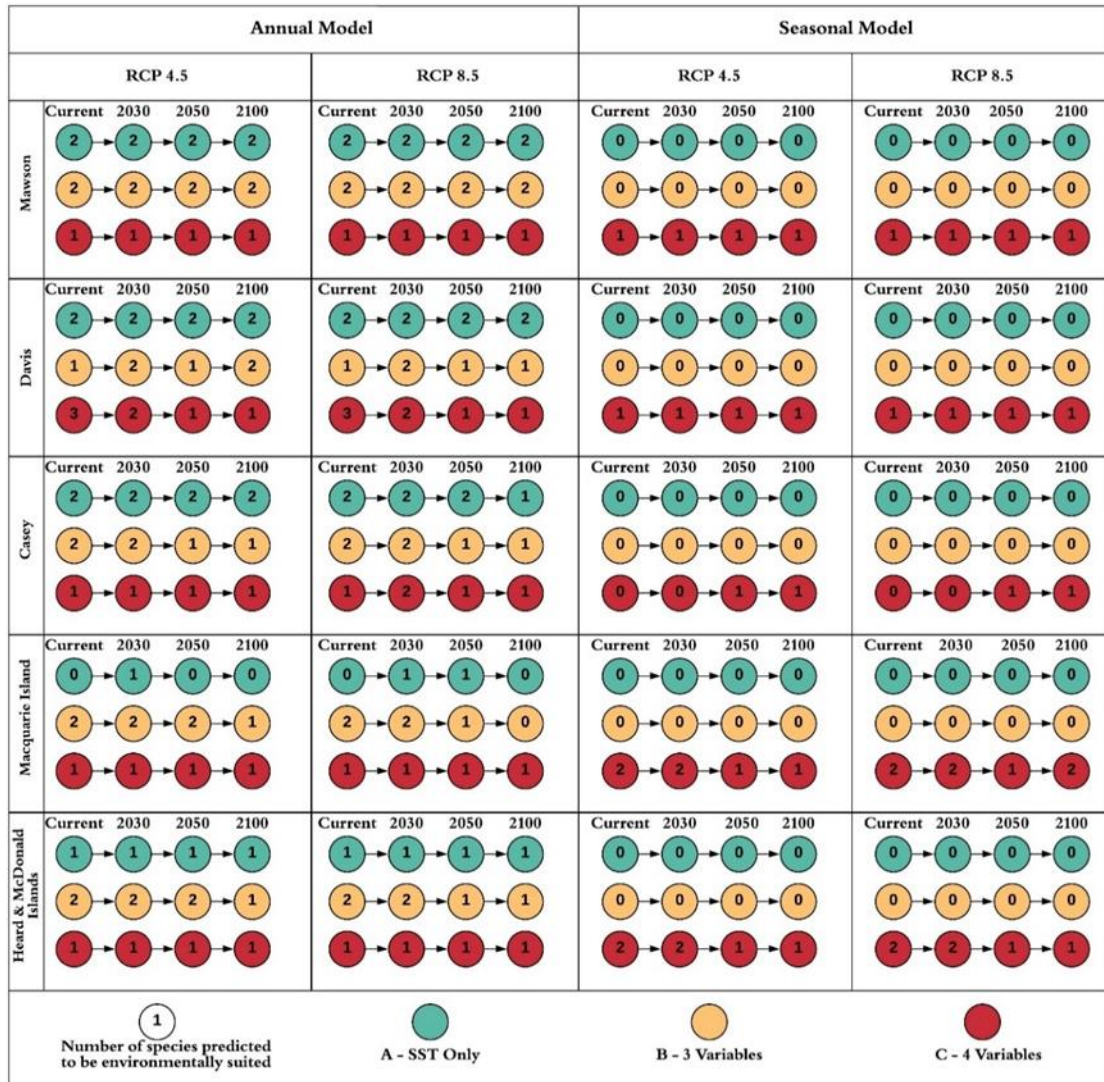 Annual Model Seasonal Model
RCP 4.5 RCP 8.5 RCP 4.5 RCP 8.5
Mawson
Current 2030 2050 2100 Current 2030 2050 2100 Current 2030 2050 2100 Current 2030 2050 2100
2 2 2 2 2 2 2 2 0 0 0 0 0 0 0 0
2 2 2 2 2 2 2 2 0 0 0 0 0 0 0 0
1 1 1 1 1 1 1 1 1 1 1 1 1 1 1 1
Davis
Current 2030 2050 2100 Current 2030 2050 2100 Current 2030 2050 2100 Current 2030 2050 2100
2 2 2 2 2 2 2 2 0 0 0 0 0 0 0 0
1 2 1 2 1 2 1 1 0 0 0 0 0 0 0 0
3 2 1 1 3 2 1 1 1 1 1 1 1 1 1 1
Casey
Current 2030 2050 2100 Current 2030 2050 2100 Current 2030 2050 2100 Current 2030 2050 2100
2 2 2 2 2 2 2 1 0 0 0 0 0 0 0 0
2 2 1 1 2 2 1 1 0 0 0 0 0 0 0 0
1 1 1 1 1 2 1 1 0 0 1 1 0 0 1 1
Macquarie Island
Current 2030 2050 2100 Current 2030 2050 2100 Current 2030 2050 2100 Current 2030 2050 2100
0 1 0 0 0 1 1 0 0 0 0 0 0 0 0 0
2 2 2 1 2 2 1 0 0 0 0 0 0 0 0 0
1 1 1 1 1 1 1 1 2 2 1 1 2 2 1 2
Heard & McDonald
Islands
Current 2030 2050 2100 Current 2030 2050 2100 Current 2030 2050 2100 Current 2030 2050 2100
1 1 1 1 1 1 1 1 0 0 0 0 0 0 0 0
2 2 2 1 2 2 1 1 0 0 0 0 0 0 0 0
1 1 1 1 1 1 1 1 2 2 1 1 2 2 1 1
1
Number of species predicted
to be environmentally suited
A - SST Only
B - 3 Variables
C - 4 Variables